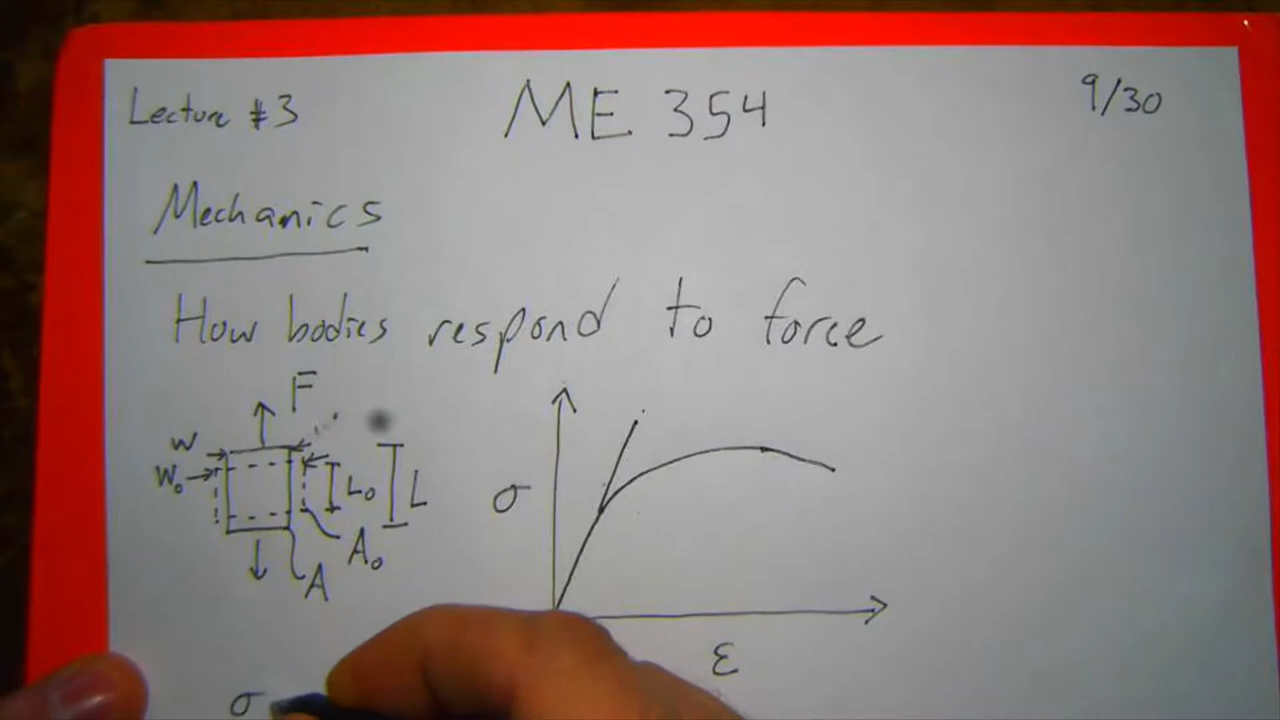 Lecture #3 ME 354 9/30
Mechanics
How bodies respond to force
F
w
w₀
L₀
L
A₀
A
σ
ε
σ